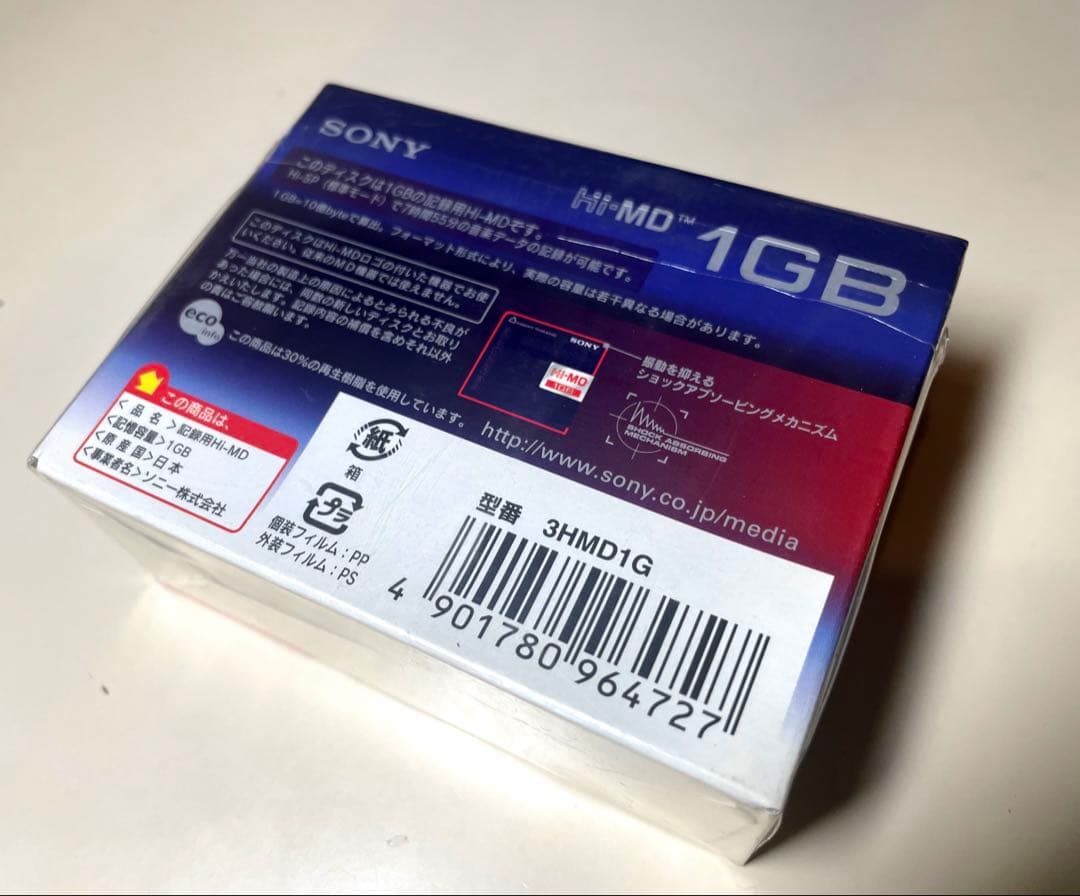 SONY
Hi-MD™ 1GB
このディスクは1GBの記録用Hi-MDです。
Hi-SP（標準モード）で7時間55分の音楽データの記録が可能です。
1GB=10億byteで算出。フォーマット形式により、実際の容量は若干異なる場合があります。
このディスクはHi-MDロゴの付いた機器でお使
いください。従来のMD機器では使えません。
万一当社の製造上の原因によるとみられる不良が
あった場合には、同数の新しいディスクとお取り
かえいたします。記録内容の補償を含めそれ以外
の責はご容赦願います。
eco info
この商品は30%の再生樹脂を使用しています。
SONY
Hi-MD
1GB
振動を抑える
ショックアブソービングメカニズム
SHOCK ABSORBING
MECHANISM
http://www.sony.co.jp/media
この商品は、
<品 名>記録用Hi-MD
<記憶容量>1GB
<原 産 国>日本
<事業者名>ソニー株式会社
紙
箱
プラ
個装フィルム：PP
外装フィルム：PS
型番 3HMD1G
4 901780 964727